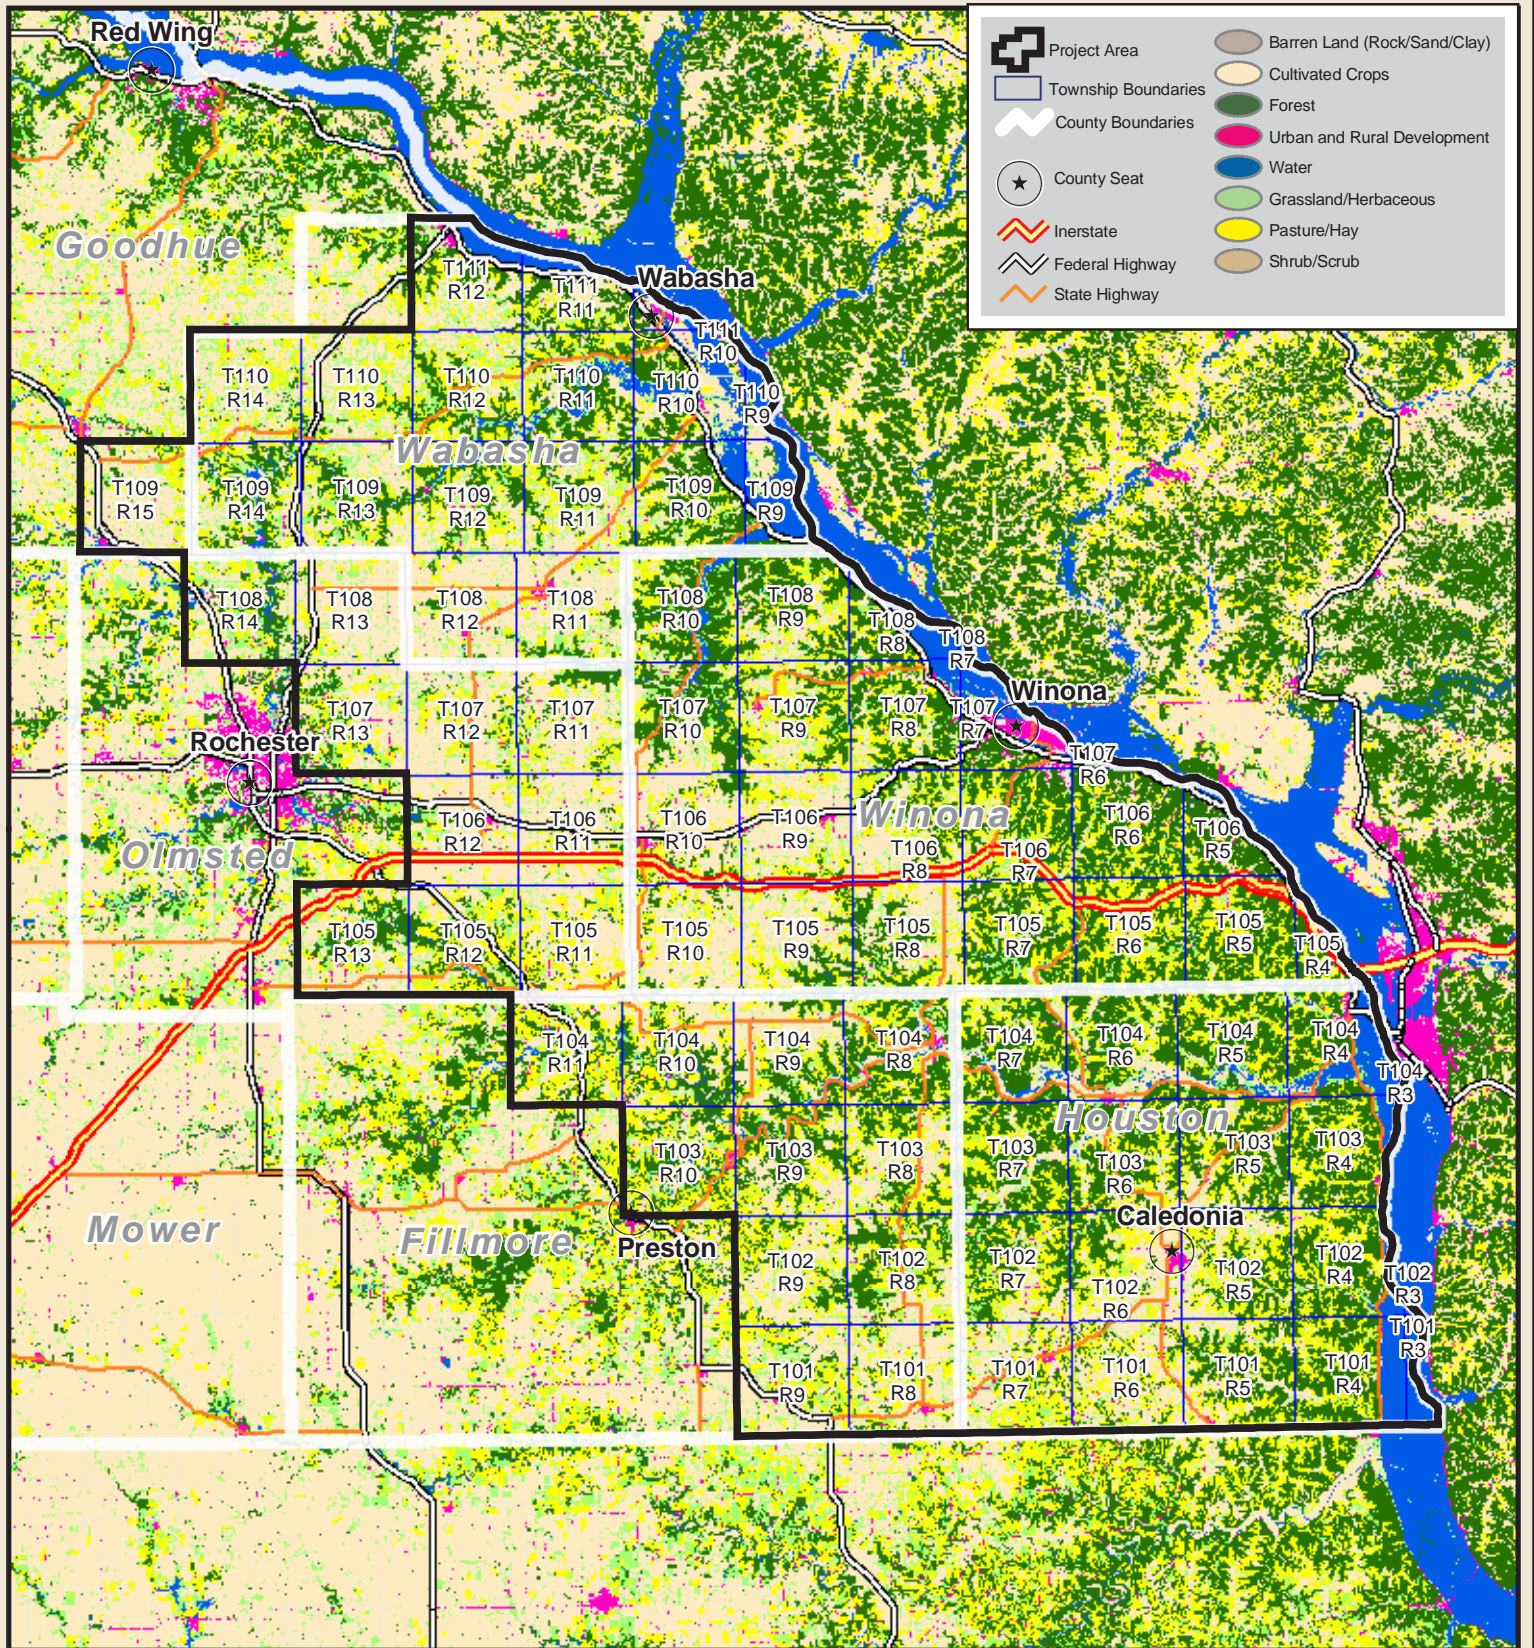 Red Wing
Project Area
Township Boundaries
County Boundaries
County Seat
Inerstate
Federal Highway
State Highway
Barren Land (Rock/Sand/Clay)
Cultivated Crops
Forest
Urban and Rural Development
Water
Grassland/Herbaceous
Pasture/Hay
Shrub/Scrub
Goodhue
T111
R12
T111
R11
Wabasha
T111
R10
T110
R14
T110
R13
T110
R12
T110
R11
T110
R10
T110
R9
Wabasha
T109
R15
T109
R14
T109
R13
T109
R12
T109
R11
T109
R10
T109
R9
T108
R14
T108
R13
T108
R12
T108
R11
T108
R10
T108
R9
T108
R8
T108
R7
Winona
T107
R13
T107
R12
T107
R11
T107
R10
T107
R9
T107
R8
T107
R7
T107
R6
Rochester
Olmsted
Winona
T106
R12
T106
R11
T106
R10
T106
R9
T106
R8
T106
R7
T106
R6
T106
R5
T105
R13
T105
R12
T105
R11
T105
R10
T105
R9
T105
R8
T105
R7
T105
R6
T105
R5
T105
R4
T104
R11
T104
R10
T104
R9
T104
R8
T104
R7
T104
R6
T104
R5
T104
R4
T104
R3
Houston
T103
R10
T103
R9
T103
R8
T103
R7
T103
R6
T103
R5
T103
R4
Mower
Fillmore
Preston
Caledonia
T102
R9
T102
R8
T102
R7
T102
R6
T102
R5
T102
R4
T102
R3
T101
R9
T101
R8
T101
R7
T101
R6
T101
R5
T101
R4
T101
R3